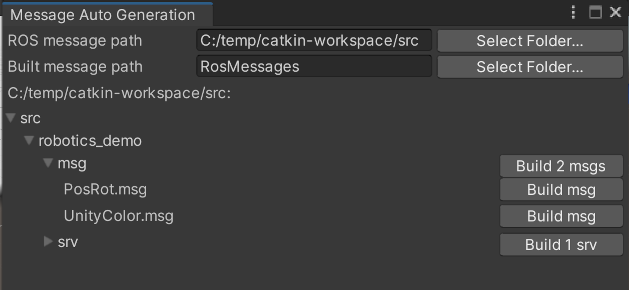 Message Auto Generation
ROS message path C:/temp/catkin-workspace/src Select Folder...
Built message path RosMessages Select Folder...
C:/temp/catkin-workspace/src:
src
robotics_demo
msg Build 2 msgs
PosRot.msg Build msg
UnityColor.msg Build msg
srv Build 1 srv